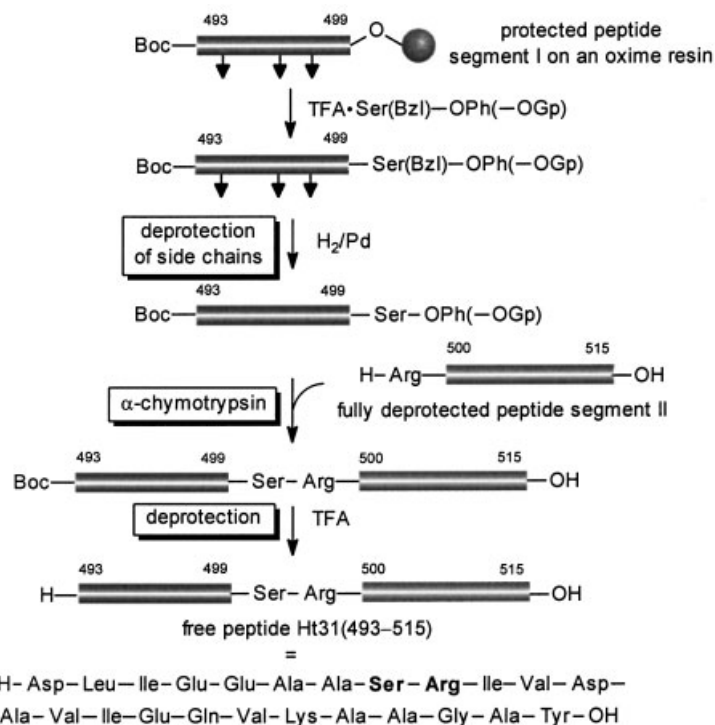 493 499
Boc O
protected peptide
segment I on an oxime resin
TFA•Ser(Bzl)–OPh(–OGp)
493 499
Boc Ser(Bzl)–OPh(–OGp)
deprotection
of side chains
H₂/Pd
493 499
Boc Ser–OPh(–OGp)
500 515
H–Arg OH
α-chymotrypsin
fully deprotected peptide segment II
493 499 500 515
Boc Ser–Arg OH
deprotection TFA
493 499 500 515
H Ser–Arg OH
free peptide Ht31(493–515)
=
H–Asp–Leu–Ile–Glu–Glu–Ala–Ala–Ser–Arg–Ile–Val–Asp–
Ala–Val–Ile–Glu–Gln–Val–Lys–Ala–Ala–Gly–Ala–Tyr–OH